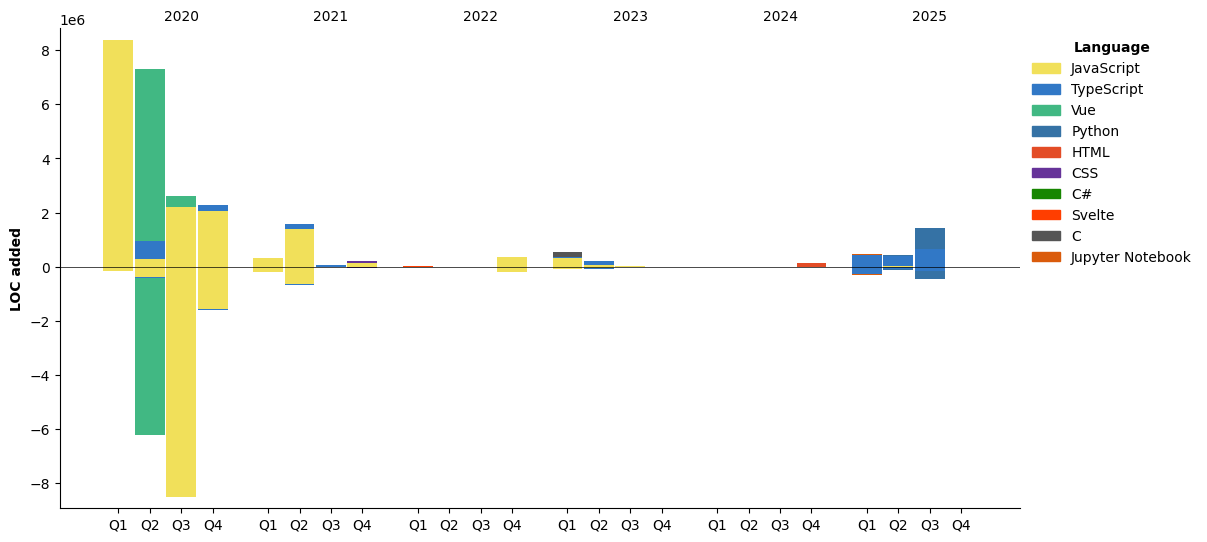 1e6
2020 2021 2022 2023 2024 2025
LOC added
8
6
4
2
0
−2
−4
−6
−8
Q1 Q2 Q3 Q4 Q1 Q2 Q3 Q4 Q1 Q2 Q3 Q4 Q1 Q2 Q3 Q4 Q1 Q2 Q3 Q4 Q1 Q2 Q3 Q4
Language
JavaScript
TypeScript
Vue
Python
HTML
CSS
C#
Svelte
C
Jupyter Notebook